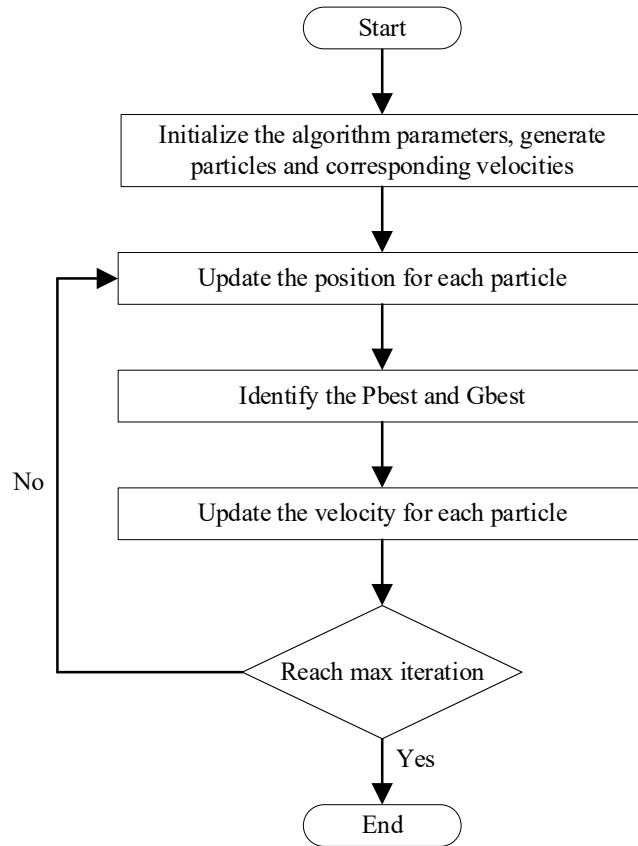 Start
Initialize the algorithm parameters, generate
particles and corresponding velocities
Update the position for each particle
Identify the Pbest and Gbest
No
Update the velocity for each particle
Reach max iteration
Yes
End